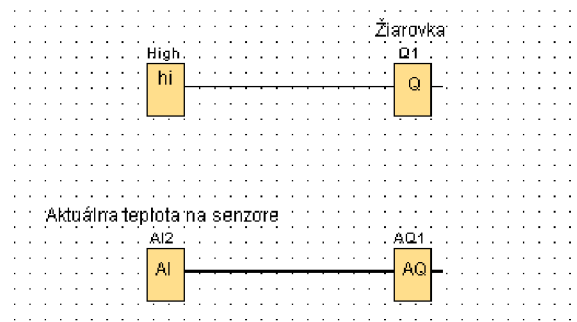 Žiarovka
High Q1
hi Q
Aktuálna teplota na senzore
AI2 AQ1
AI AQ